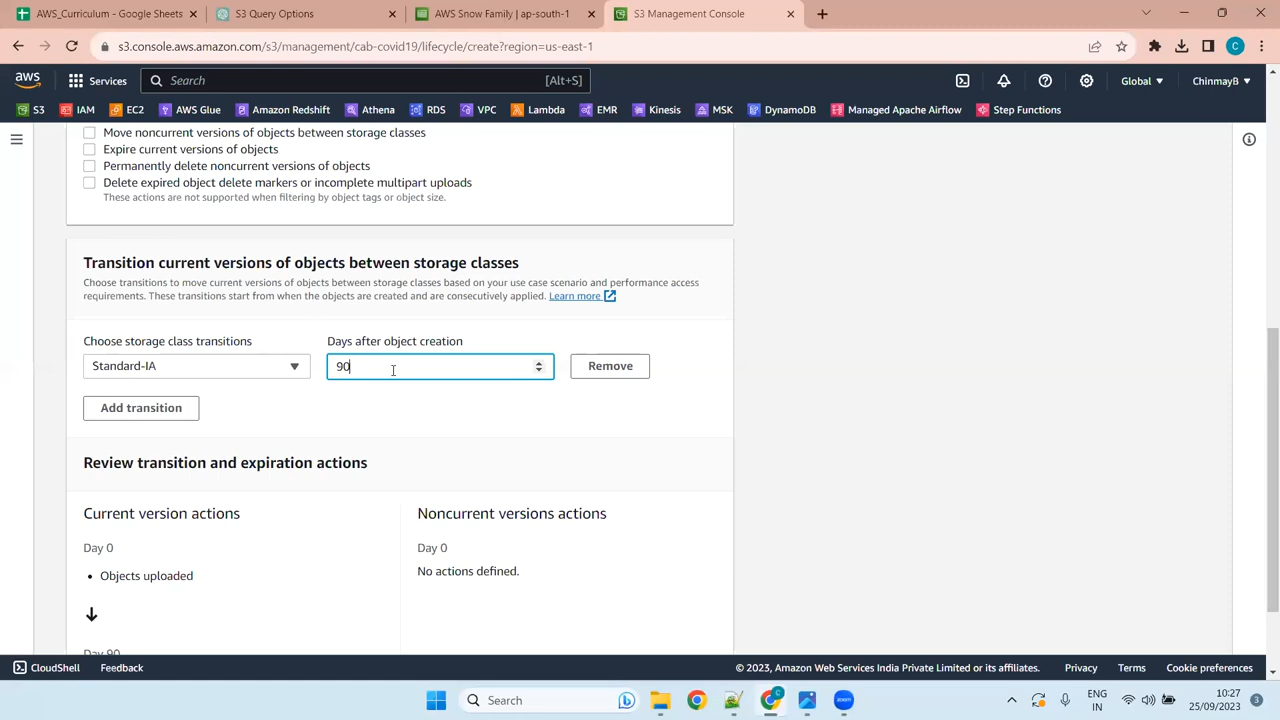 AWS_Curriculum - Google Sheets
S3 Query Options
AWS Snow Family | ap-south-1
S3 Management Console
s3.console.aws.amazon.com/s3/management/cab-covid19/lifecycle/create?region=us-east-1
C
aws
Services
Search
[Alt+S]
Global
ChinmayB
S3
IAM
EC2
AWS Glue
Amazon Redshift
Athena
RDS
VPC
Lambda
EMR
Kinesis
MSK
DynamoDB
Managed Apache Airflow
Step Functions
Move noncurrent versions of objects between storage classes
Expire current versions of objects
Permanently delete noncurrent versions of objects
Delete expired object delete markers or incomplete multipart uploads
These actions are not supported when filtering by object tags or object size.
Transition current versions of objects between storage classes
Choose transitions to move current versions of objects between storage classes based on your use case scenario and performance access
requirements. These transitions start from when the objects are created and are consecutively applied. Learn more
Choose storage class transitions
Days after object creation
Standard-IA
90
Remove
Add transition
Review transition and expiration actions
Current version actions
Noncurrent versions actions
Day 0
Day 0
• Objects uploaded
No actions defined.
Day 90
CloudShell
Feedback
© 2023, Amazon Web Services India Private Limited or its affiliates.
Privacy
Terms
Cookie preferences
Search
C
zoom
ENG
IN
10:27
25/09/2023
3